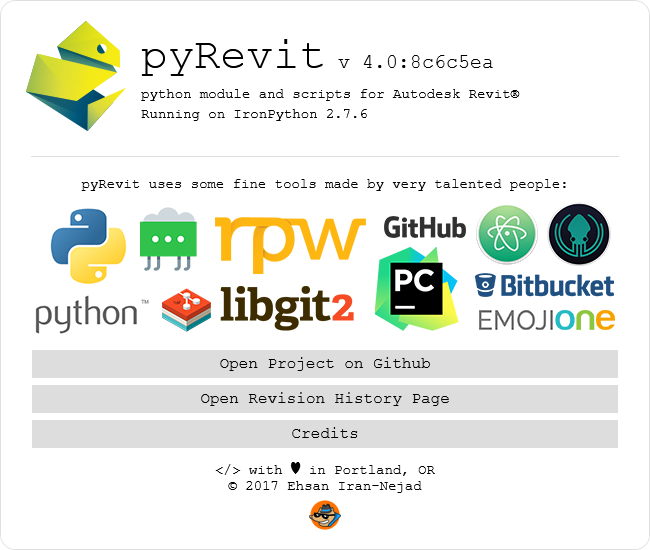 pyRevit v 4.0:8c6c5ea
python module and scripts for Autodesk Revit®
Running on IronPython 2.7.6
pyRevit uses some fine tools made by very talented people:
rpw
GitHub
PC
Bitbucket
python™
libgit2
EMOJIone
Open Project on Github
Open Revision History Page
Credits
</> with ♥ in Portland, OR
© 2017 Ehsan Iran-Nejad